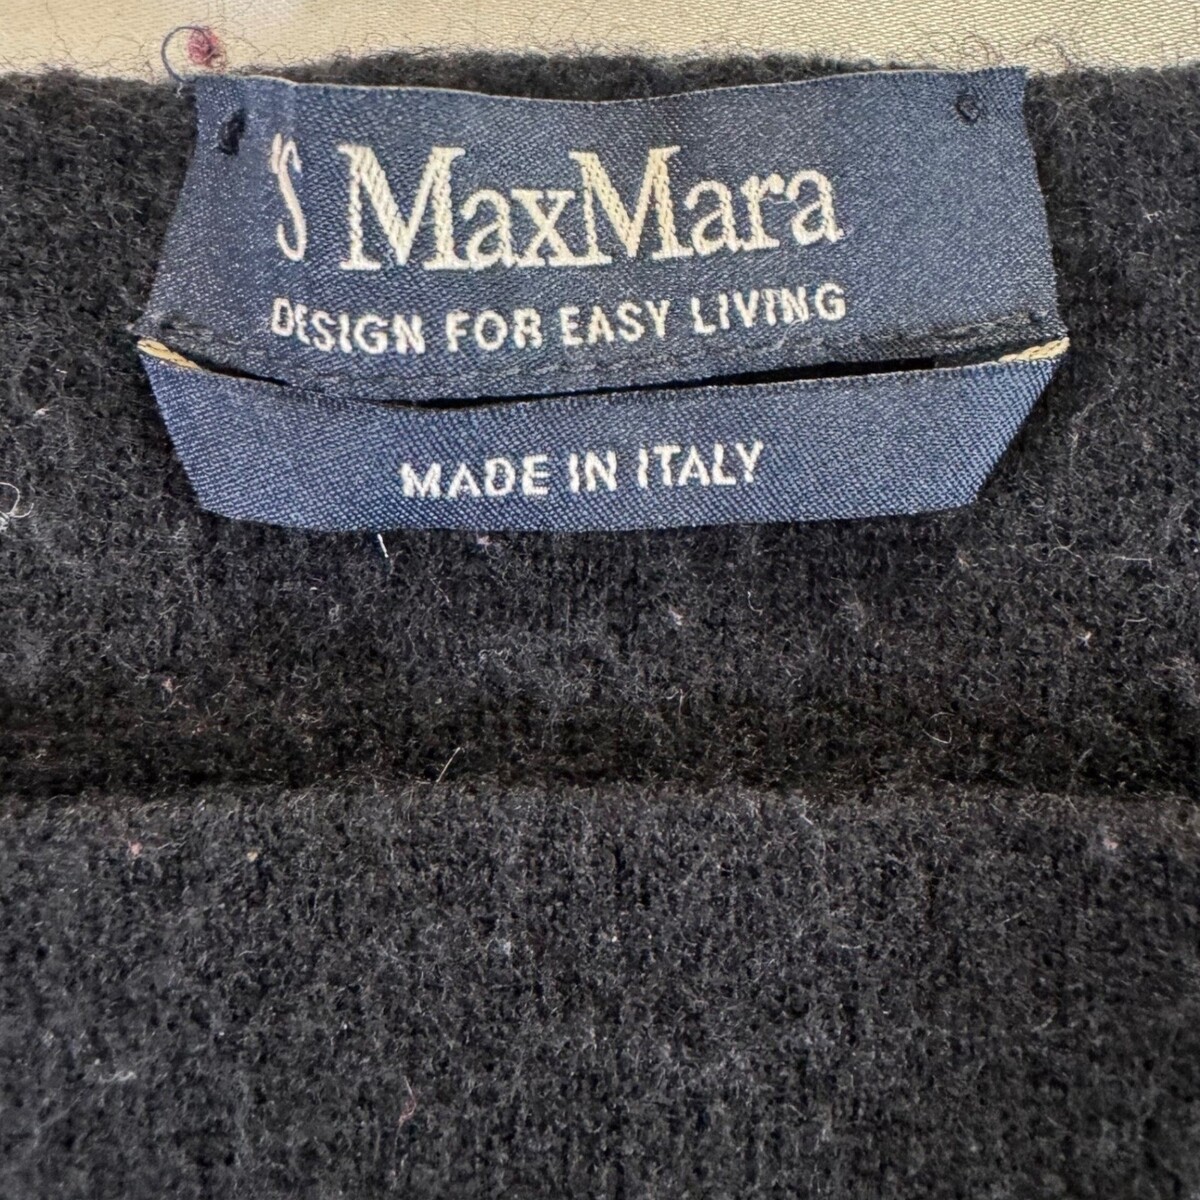 'S MaxMara
DESIGN FOR EASY LIVING
MADE IN ITALY